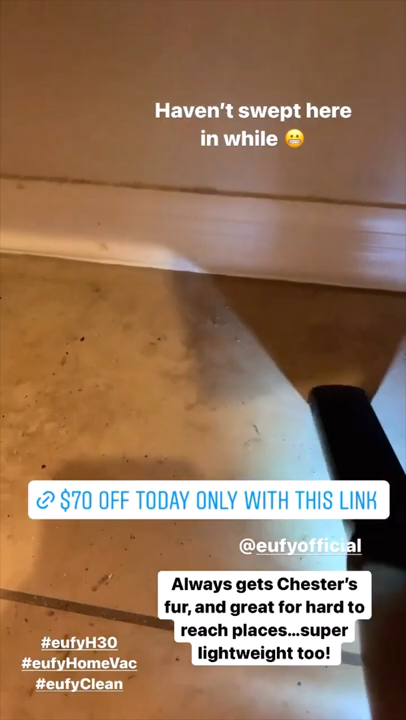 Haven’t swept here
in while 😬
$70 OFF TODAY ONLY WITH THIS LINK
@eufyofficial
Always gets Chester’s
fur, and great for hard to
reach places...super
lightweight too!
#eufyH30
#eufyHomeVac
#eufyClean